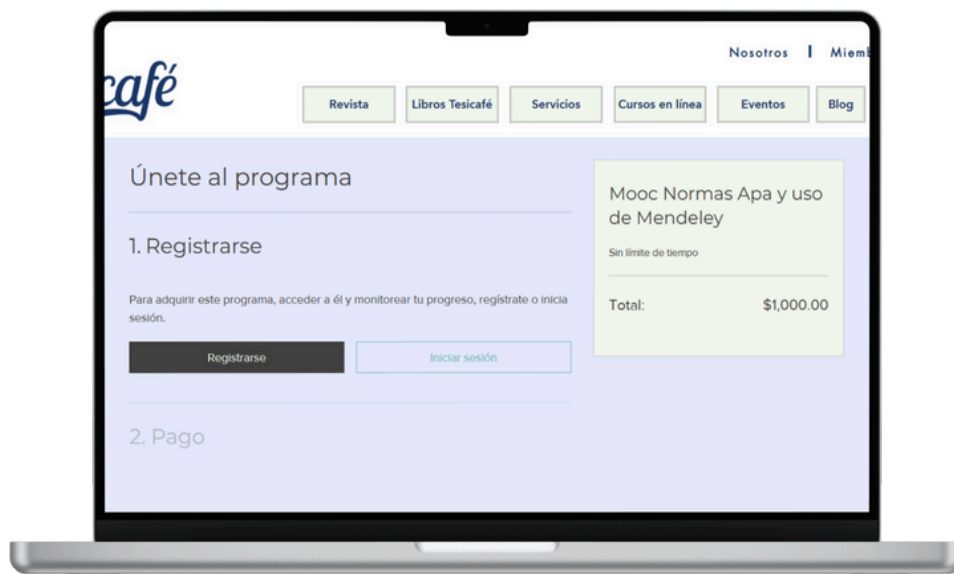 Nosotros | Miemb
café
Revista
Libros Tesicafé
Servicios
Cursos en línea
Eventos
Blog
Únete al programa
1. Registrarse
Para adquirir este programa, acceder a él y monitorear tu progreso, regístrate o inicia
sesión.
Registrarse
Iniciar sesión
2. Pago
Mooc Normas Apa y uso
de Mendeley
Sin límite de tiempo
Total: $1,000.00